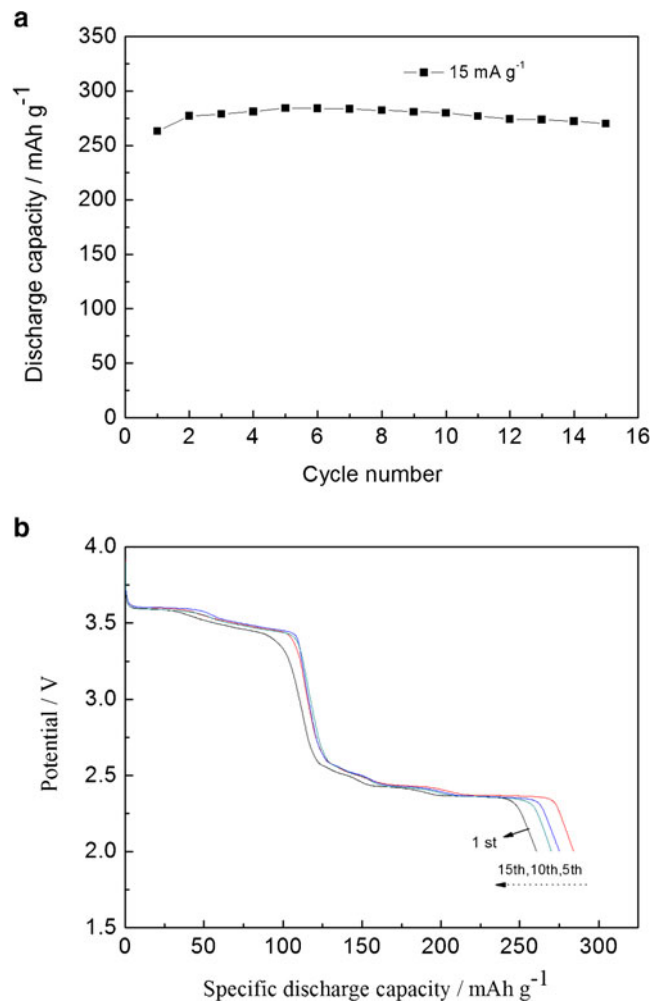 a
350
300
250
200
150
100
50
0
Discharge capacity / mAh g⁻¹
15 mA g⁻¹
0 2 4 6 8 10 12 14 16
Cycle number
b
4.0
3.5
3.0
2.5
2.0
1.5
Potential / V
1 st
15th,10th,5th
0 50 100 150 200 250 300
Specific discharge capacity / mAh g⁻¹